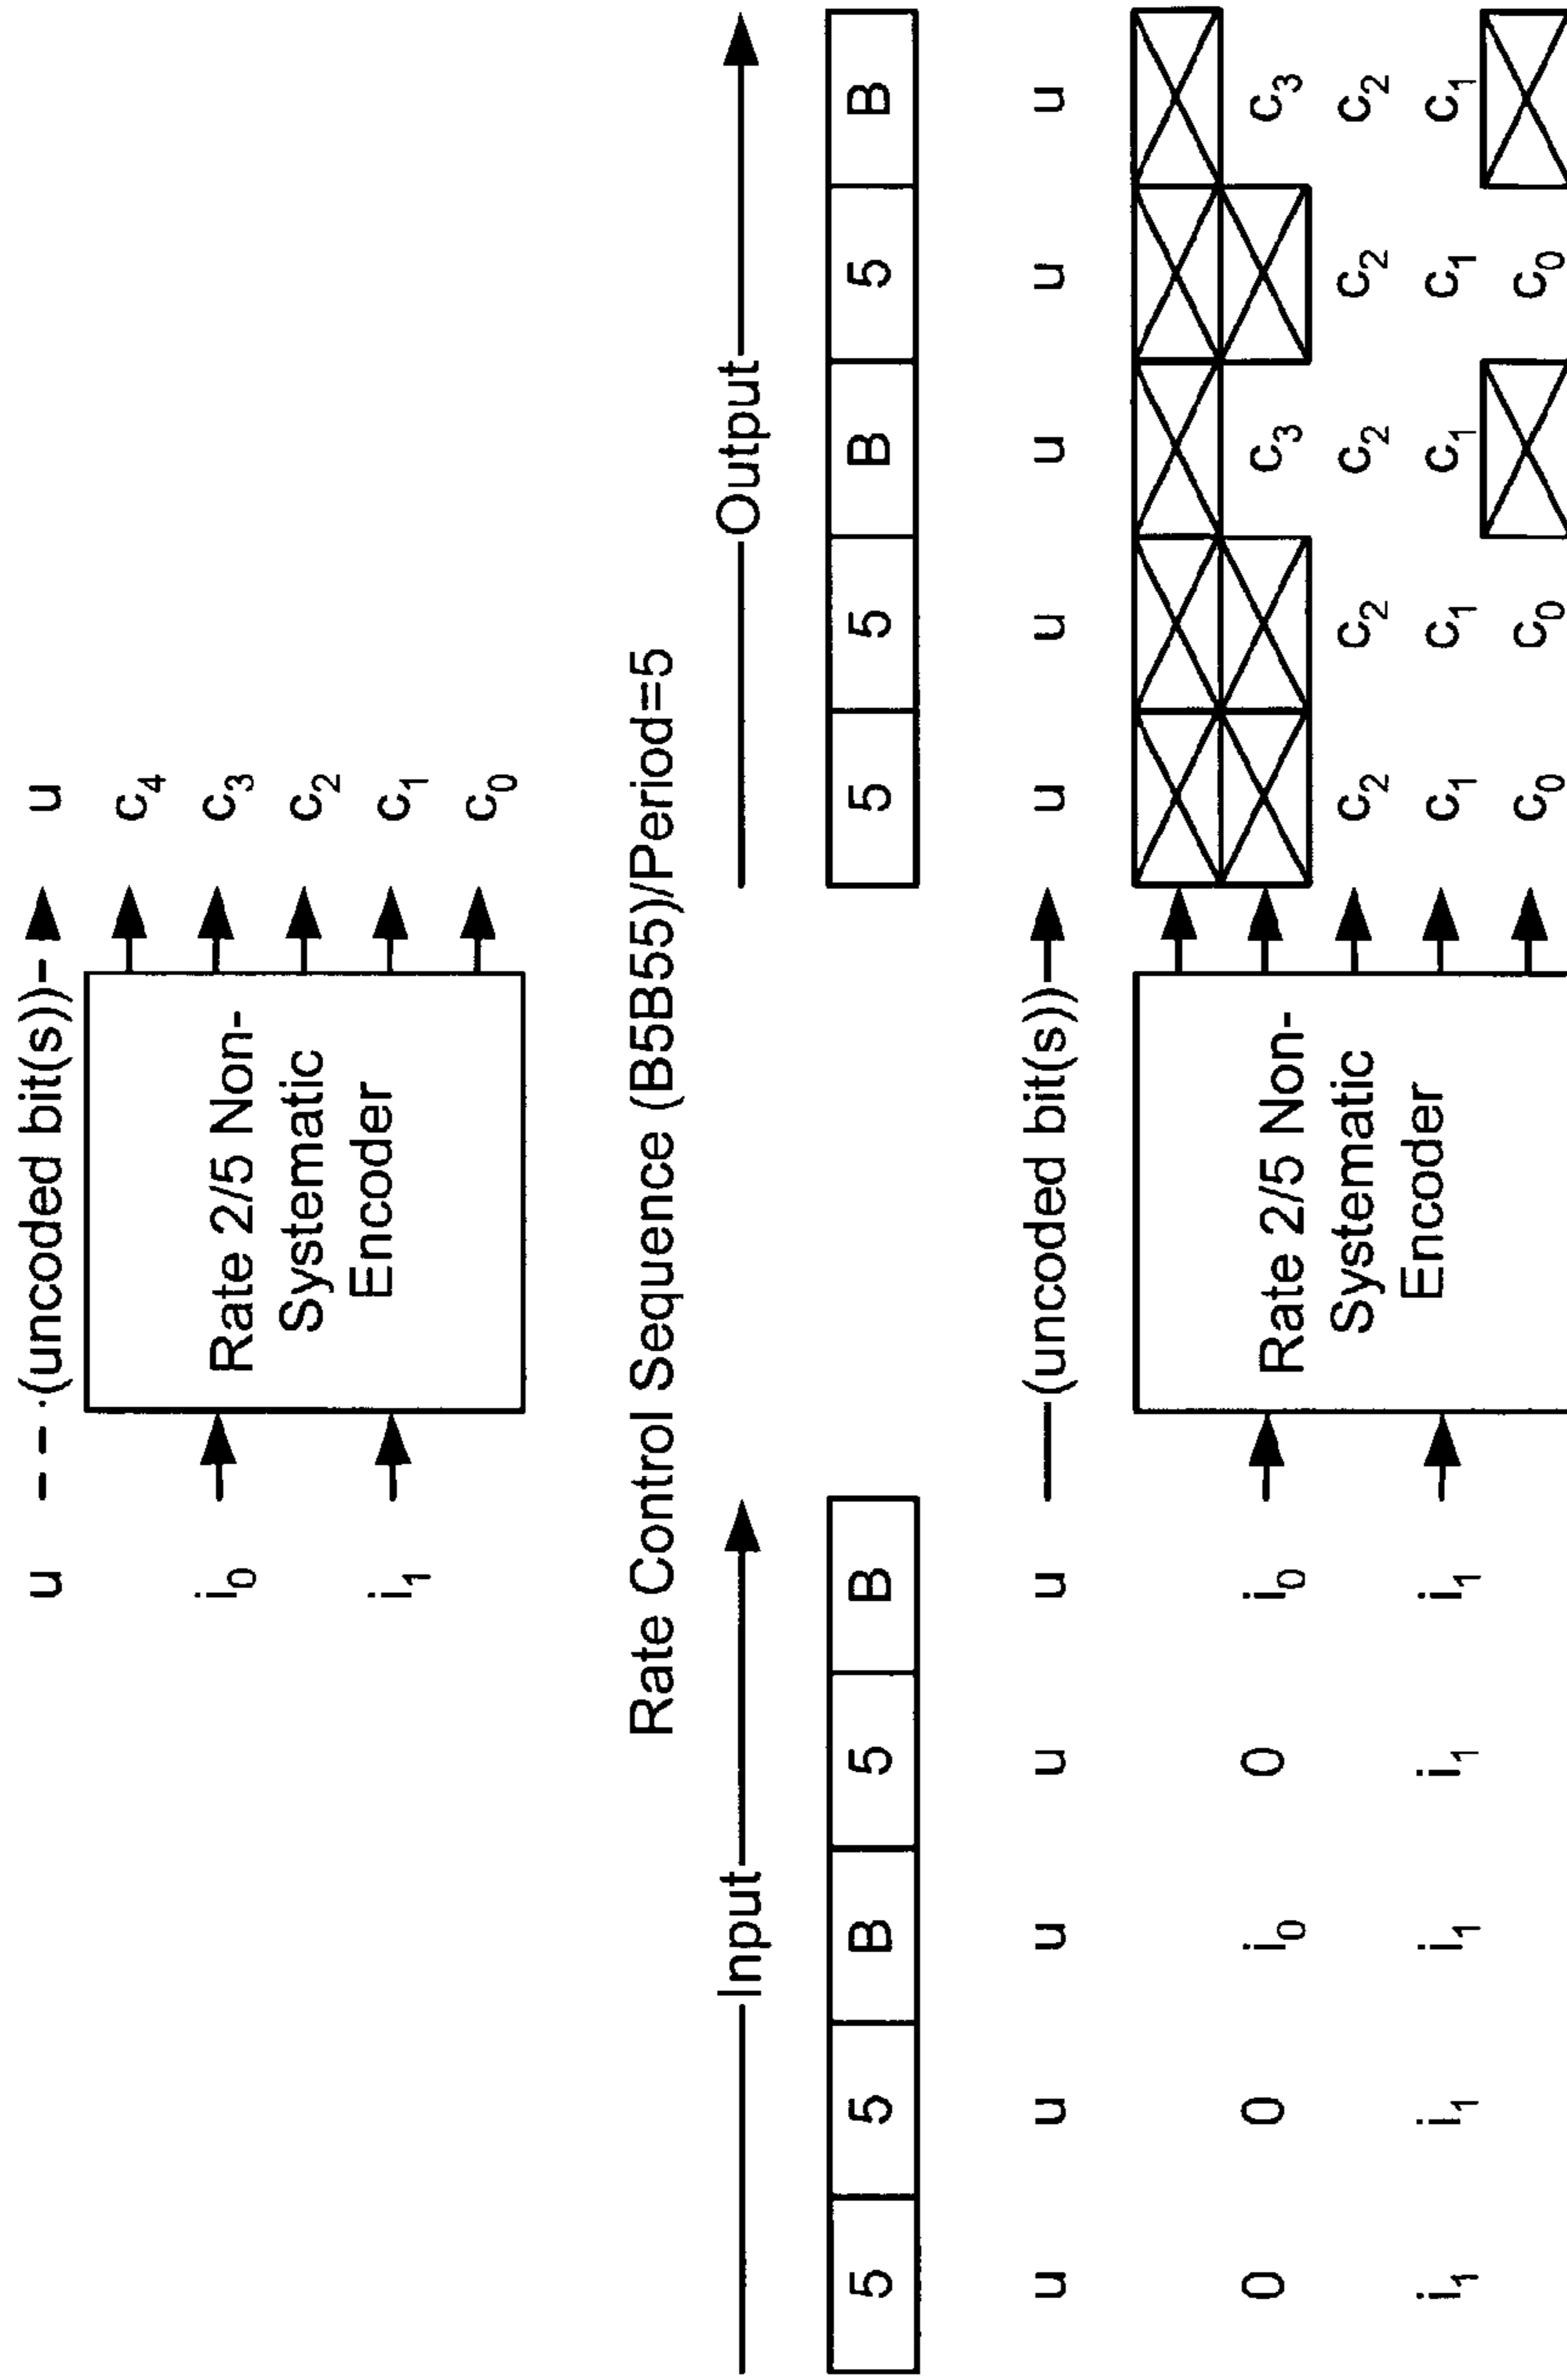 u - - -(uncoded bit(s))- u
i₀
i₁
Rate 2/5 Non-
Systematic
Encoder
c₄
c₃
c₂
c₁
c₀
Rate Control Sequence (B5B55)/Period=5
Input
Output
5 5 B 5 B
5 5 B 5 B
u u u u u
(uncoded bit(s))
u u u u u
0 0 i₀ 0 i₀
i₁ i₁ i₁ i₁ i₁
Rate 2/5 Non-
Systematic
Encoder
c₃ c₃
c₂ c₂ c₂ c₂ c₂
c₁ c₁ c₁ c₁ c₁
c₀ c₀ c₀